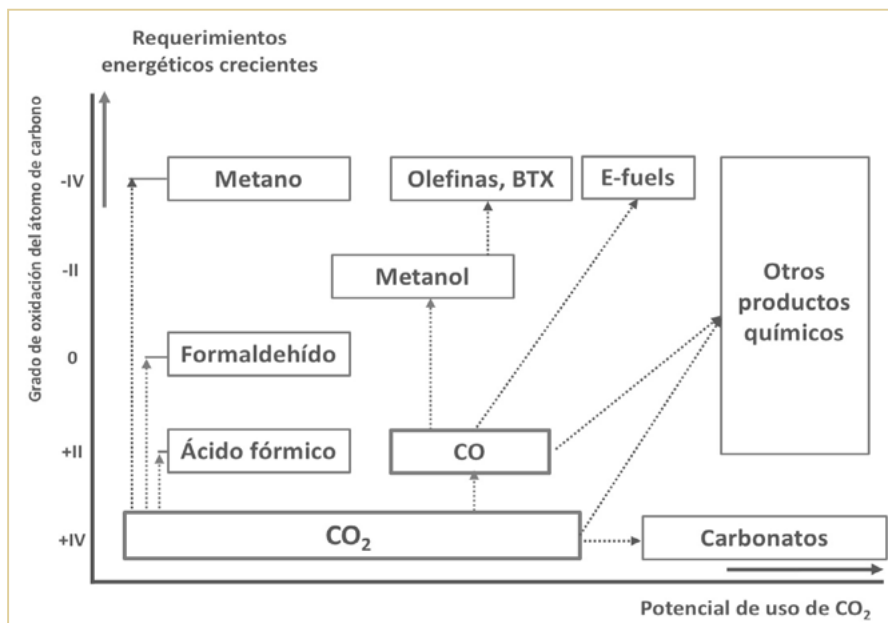 Requerimientos
energéticos crecientes
Grado de oxidación del átomo de carbono
-IV
Metano
Olefinas, BTX
E-fuels
-II
Metanol
Otros
productos
químicos
0
Formaldehído
+II
Ácido fórmico
CO
+IV
CO₂
Carbonatos
Potencial de uso de CO₂